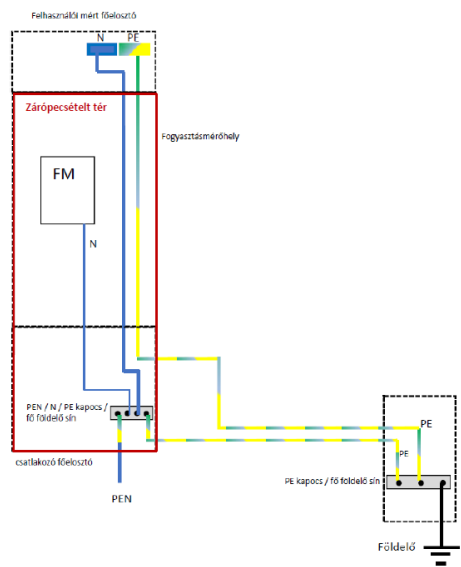 Felhasználói mért főelosztó
N PE
Zárópecsételt tér
Fogyasztásmérőhely
FM
N
PEN / N / PE kapocs /
fő földelő sín
PE
PE
csatlakozó főelosztó
PE kapocs / fő földelő sín
PEN
Földelő